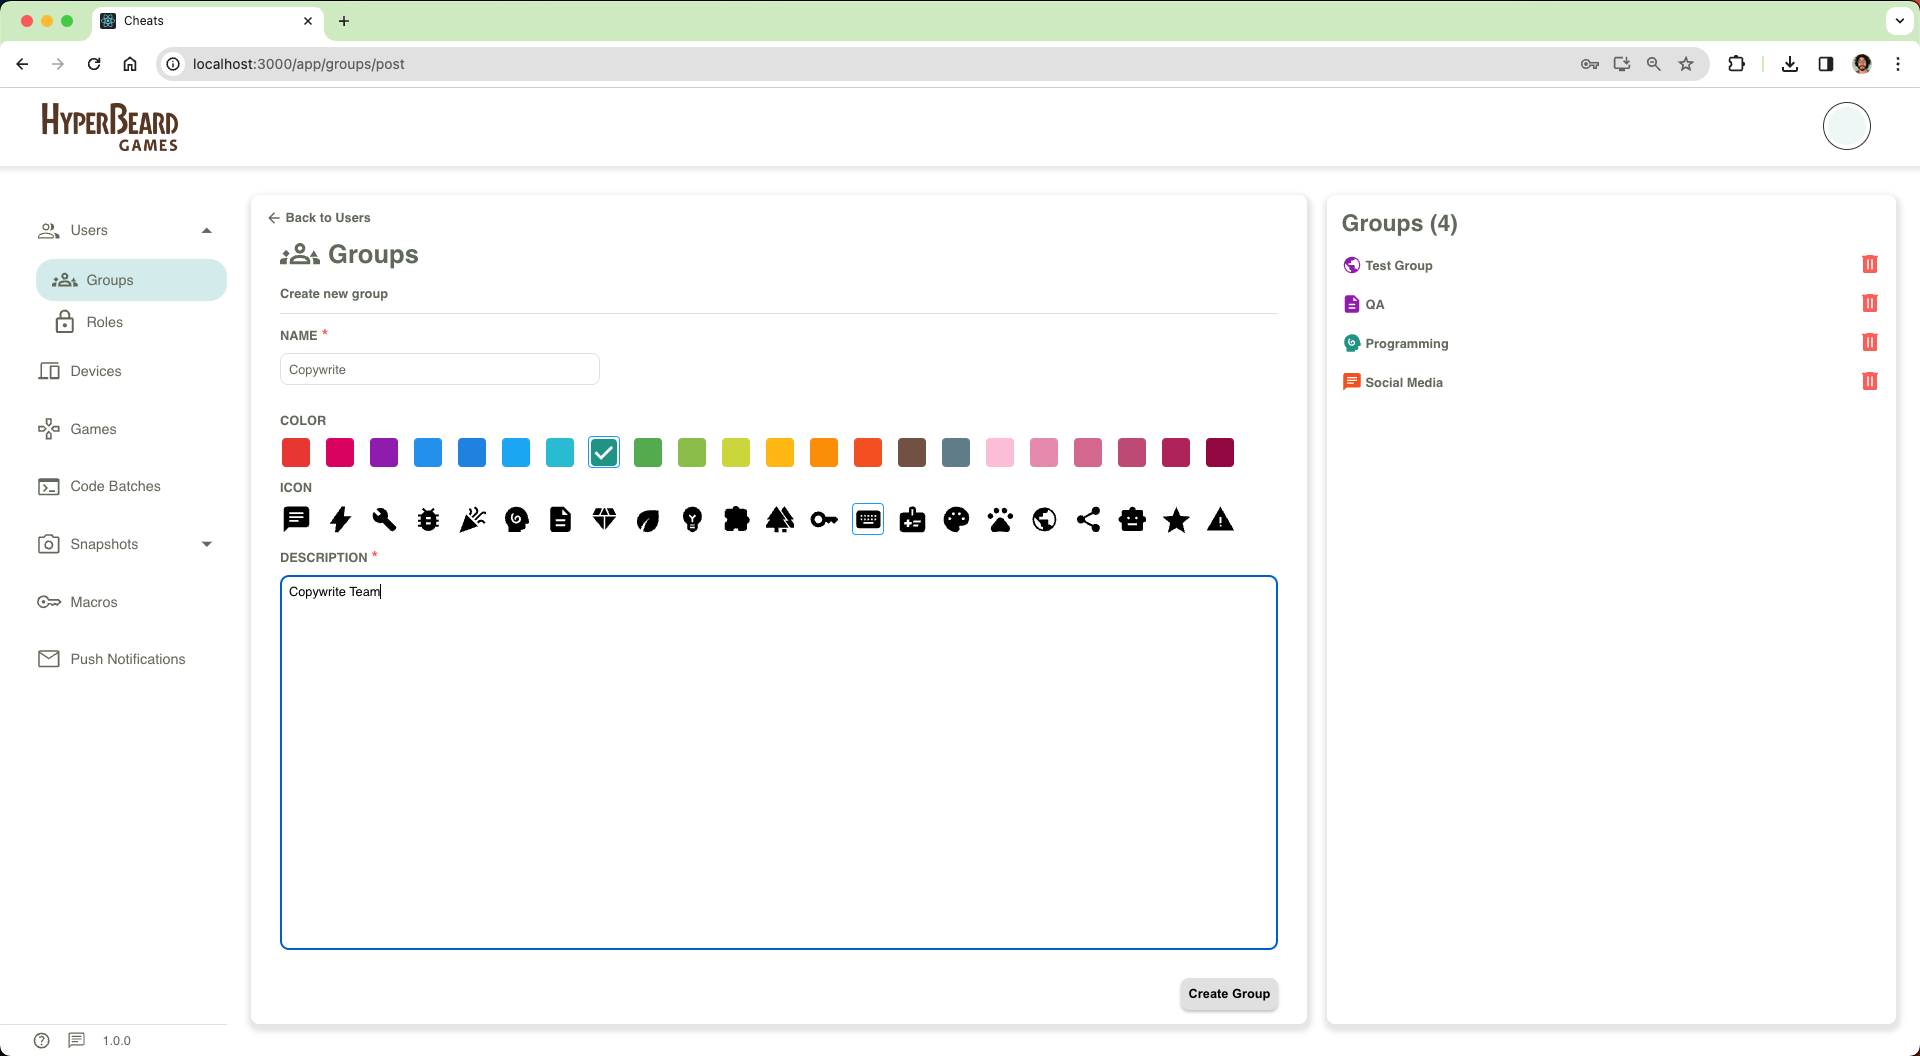 Cheats
localhost:3000/app/groups/post
HYPERBEARD
GAMES
Users
Groups
Roles
Devices
Games
Code Batches
Snapshots
Macros
Push Notifications
1.0.0
Back to Users
Groups
Create new group
NAME *
Copywrite
COLOR
ICON
DESCRIPTION *
Copywrite Team
Create Group
Groups (4)
Test Group
QA
Programming
Social Media